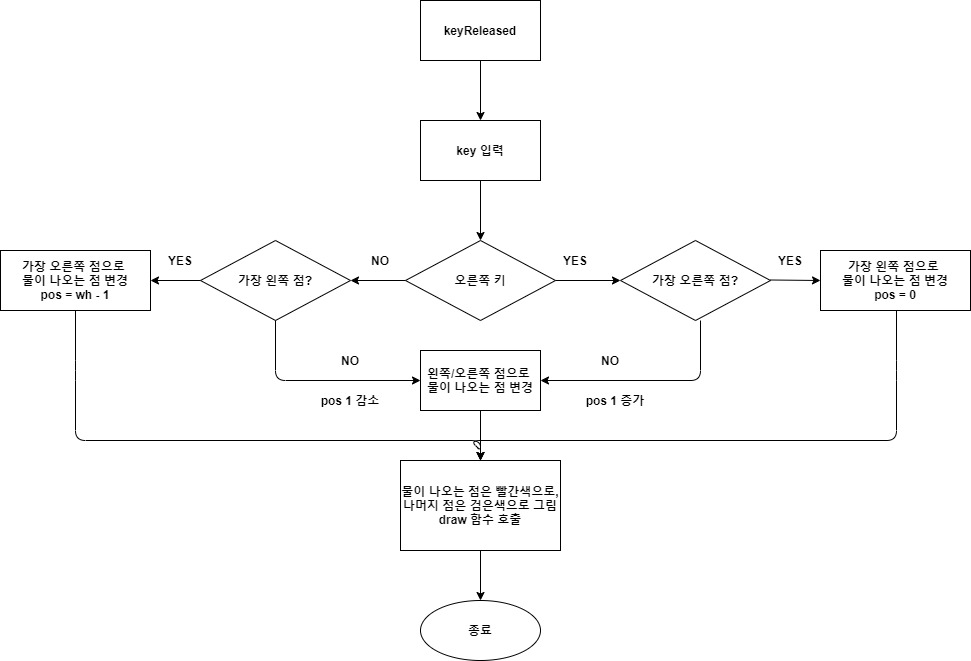 keyReleased
key 입력
오른쪽 키
NO
YES
가장 왼쪽 점?
YES
가장 오른쪽 점으로
물이 나오는 점 변경
pos = wh - 1
가장 오른쪽 점?
YES
가장 왼쪽 점으로
물이 나오는 점 변경
pos = 0
NO
pos 1 감소
왼쪽/오른쪽 점으로
물이 나오는 점 변경
NO
pos 1 증가
물이 나오는 점은 빨간색으로,
나머지 점은 검은색으로 그림
draw 함수 호출
종료